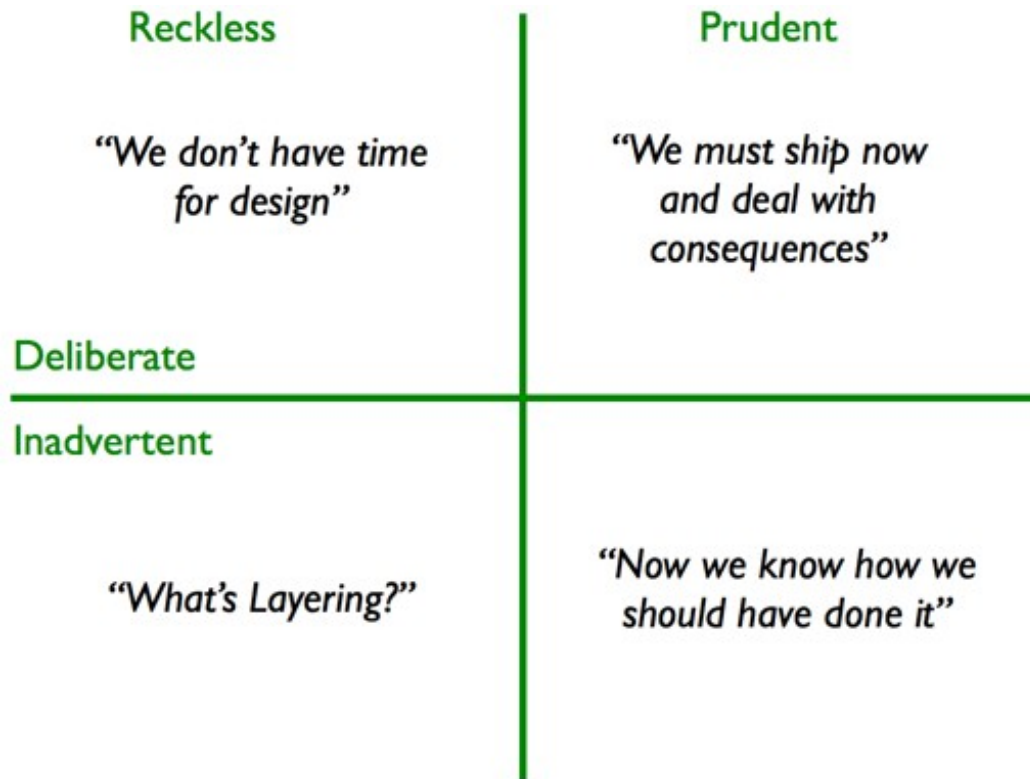 Reckless
Prudent
“We don’t have time
for design”
“We must ship now
and deal with
consequences”
Deliberate
Inadvertent
“What’s Layering?”
“Now we know how we
should have done it”